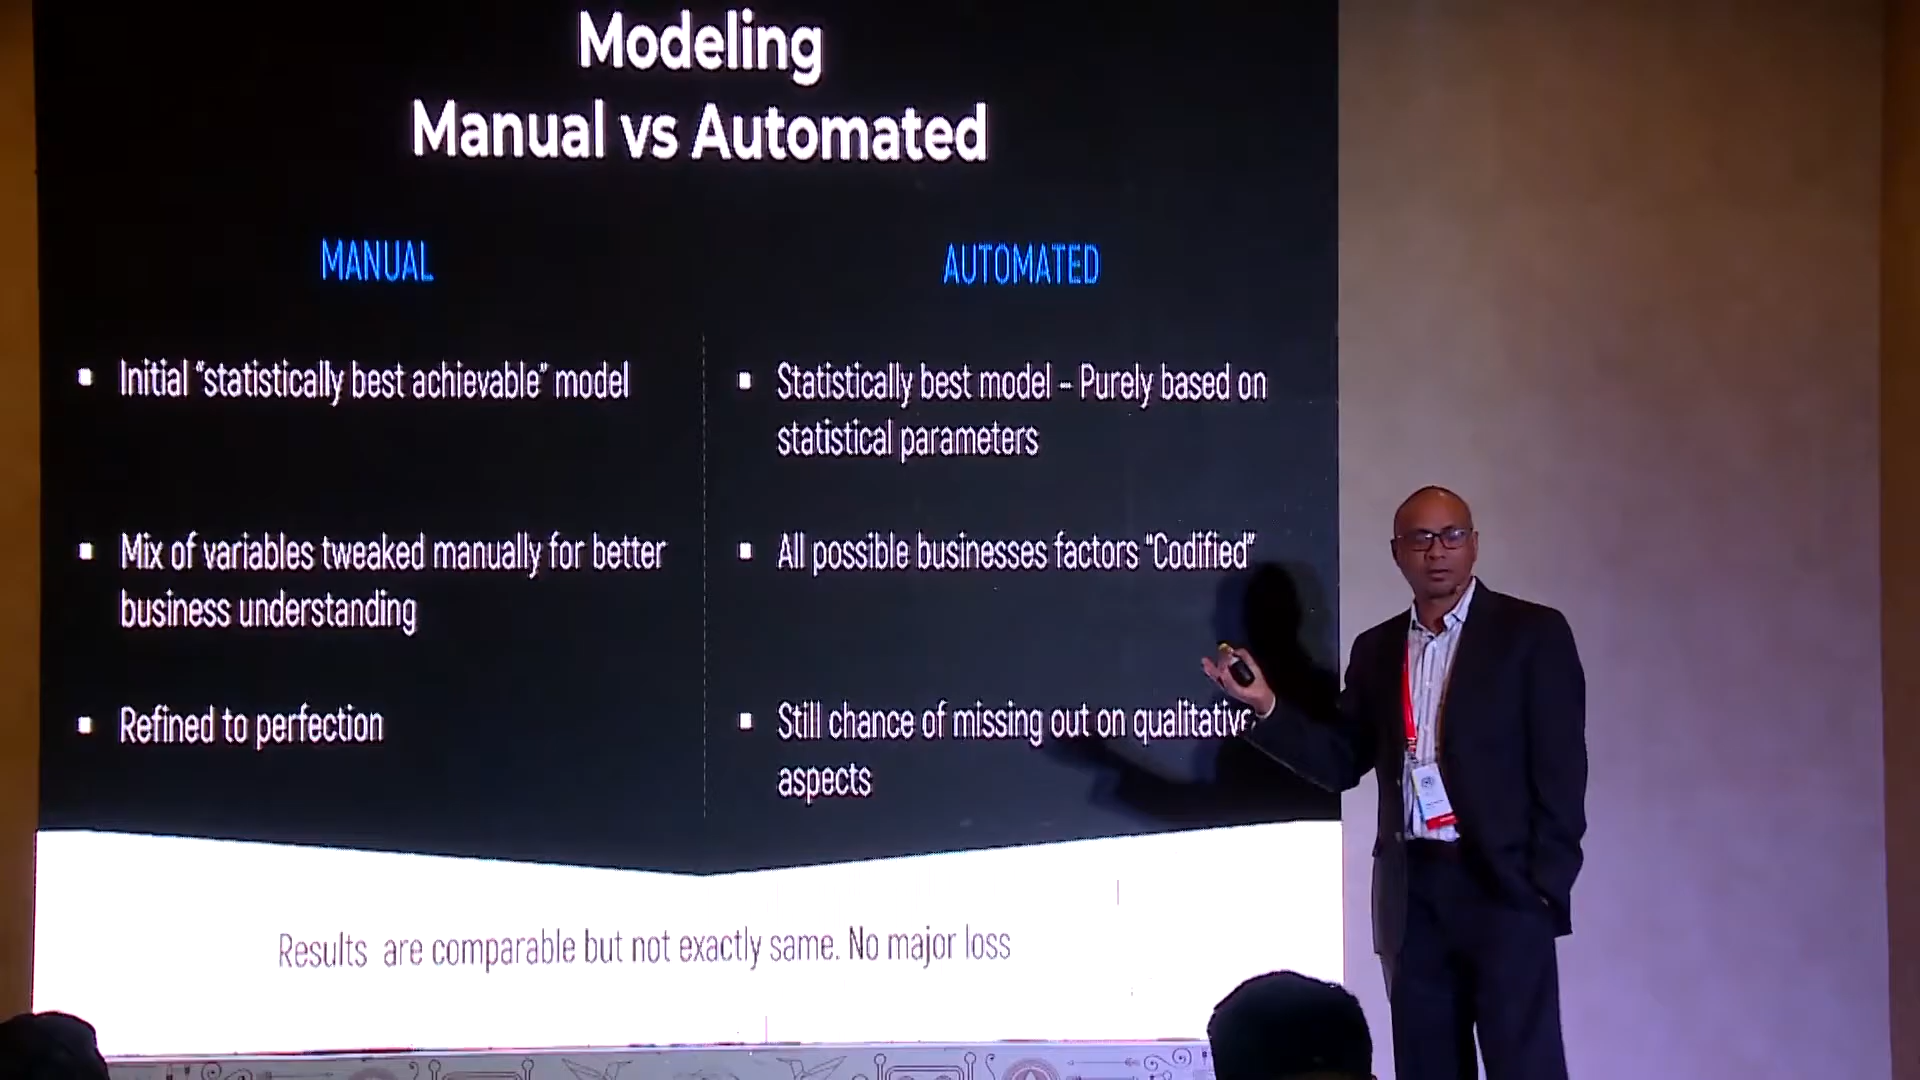 Modeling
Manual vs Automated
MANUAL
▪ Initial “statistically best achievable” model
▪ Mix of variables tweaked manually for better
business understanding
▪ Refined to perfection
AUTOMATED
▪ Statistically best model – Purely based on
statistical parameters
▪ All possible businesses factors “Codified”
▪ Still chance of missing out on qualitative
aspects
Results are comparable but not exactly same. No major loss